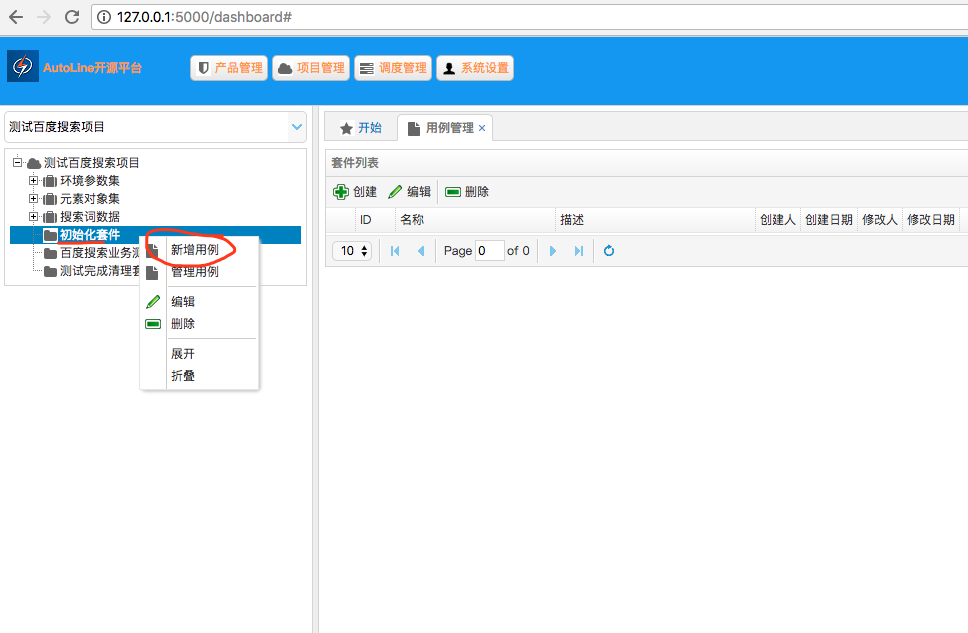 127.0.0.1:5000/dashboard#
AutoLine开源平台 产品管理 项目管理 调度管理 系统设置
测试百度搜索项目
测试百度搜索项目
环境参数集
元素对象集
搜索词数据
初始化套件
百度搜索业务测
测试完成清理套
新增用例
管理用例
编辑
删除
展开
折叠
开始 用例管理 ×
套件列表
创建 编辑 删除
ID 名称 描述 创建人 创建日期 修改人 修改日期
10 Page 0 of 0